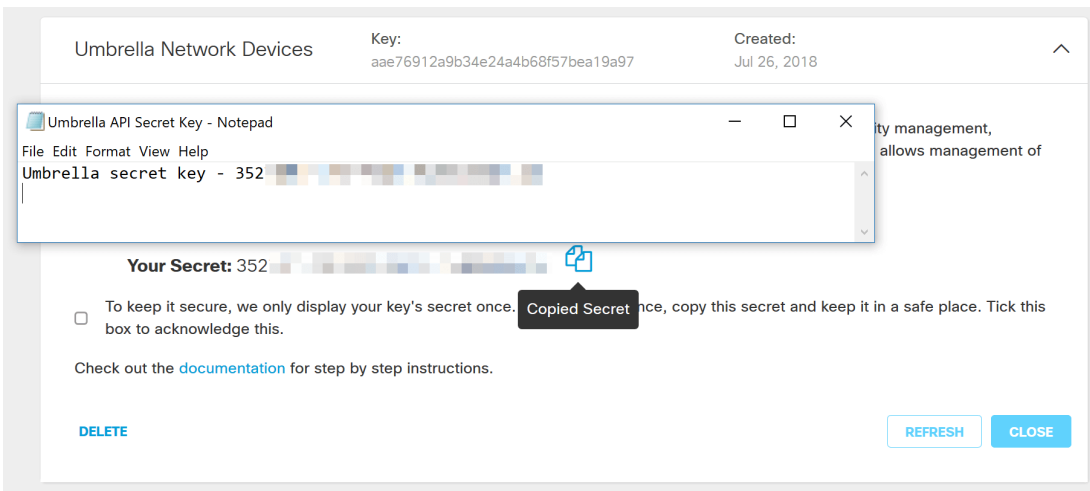 Umbrella Network Devices
Key:
aae76912a9b34e24a4b68f57bea19a97
Created:
Jul 26, 2018
Umbrella API Secret Key - Notepad
File Edit Format View Help
Umbrella secret key - 352
ity management,
allows management of
Your Secret: 352
Copied Secret
To keep it secure, we only display your key's secret once. nce, copy this secret and keep it in a safe place. Tick this
box to acknowledge this.
Check out the documentation for step by step instructions.
DELETE
REFRESH
CLOSE